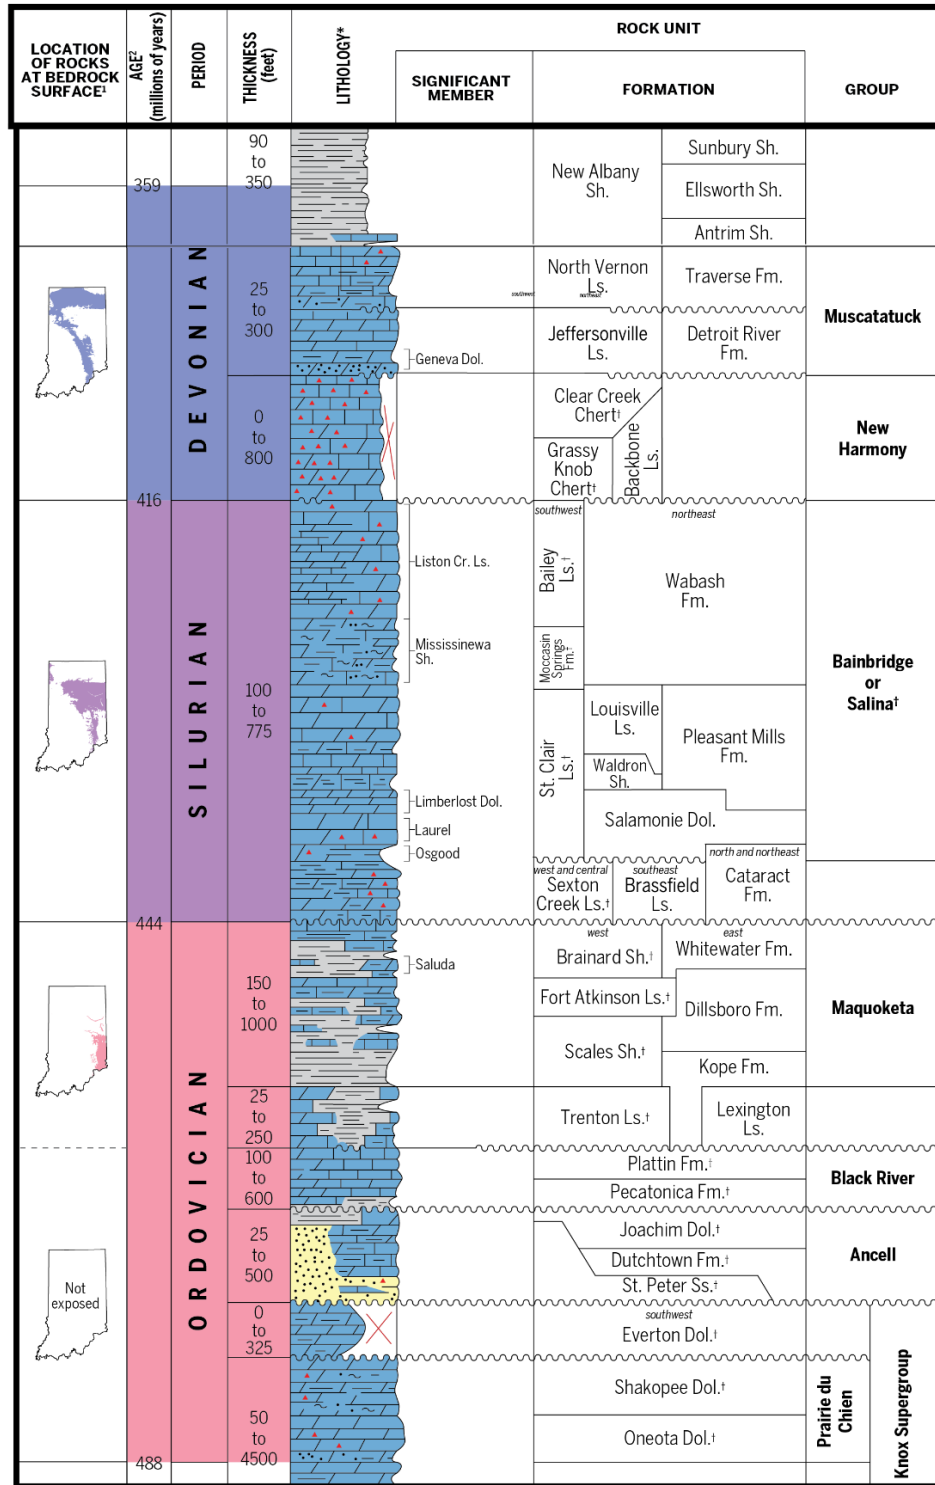 LOCATION
OF ROCKS
AT BEDROCK
SURFACE¹
AGE²
(millions of years)
PERIOD
THICKNESS
(feet)
LITHOLOGY*
ROCK UNIT
SIGNIFICANT
MEMBER
FORMATION
GROUP
359
416
444
488
DEVONIAN
SILURIAN
ORDOVICIAN
90
to
350
25
to
300
0
to
800
100
to
775
150
to
1000
25
to
250
100
to
600
25
to
500
0
to
325
50
to
4500
Not
exposed
Geneva Dol.
Liston Cr. Ls.
Mississinewa
Sh.
Limberlost Dol.
Laurel
Osgood
Saluda
New Albany
Sh.
Sunbury Sh.
Ellsworth Sh.
Antrim Sh.
North Vernon
Ls.
southwest
northeast
Traverse Fm.
Jeffersonville
Ls.
Detroit River
Fm.
Muscatatuck
Clear Creek
Chert†
Grassy
Knob
Chert†
Backbone
Ls.
New
Harmony
southwest
northeast
Bailey
Ls.†
Wabash
Fm.
Moccasin
Springs
Fm.†
St. Clair
Ls.†
Louisville
Ls.
Waldron
Sh.
Pleasant Mills
Fm.
Salamonie Dol.
Bainbridge
or
Salina†
west and central
Sexton
Creek Ls.†
southeast
Brassfield
Ls.
north and northeast
Cataract
Fm.
west
Brainard Sh.†
east
Whitewater Fm.
Fort Atkinson Ls.†
Dillsboro Fm.
Scales Sh.†
Kope Fm.
Maquoketa
Trenton Ls.†
Lexington
Ls.
Plattin Fm.†
Pecatonica Fm.†
Black River
Joachim Dol.†
Dutchtown Fm.†
St. Peter Ss.†
Ancell
southwest
Everton Dol.†
Shakopee Dol.†
Oneota Dol.†
Prairie du
Chien
Knox Supergroup